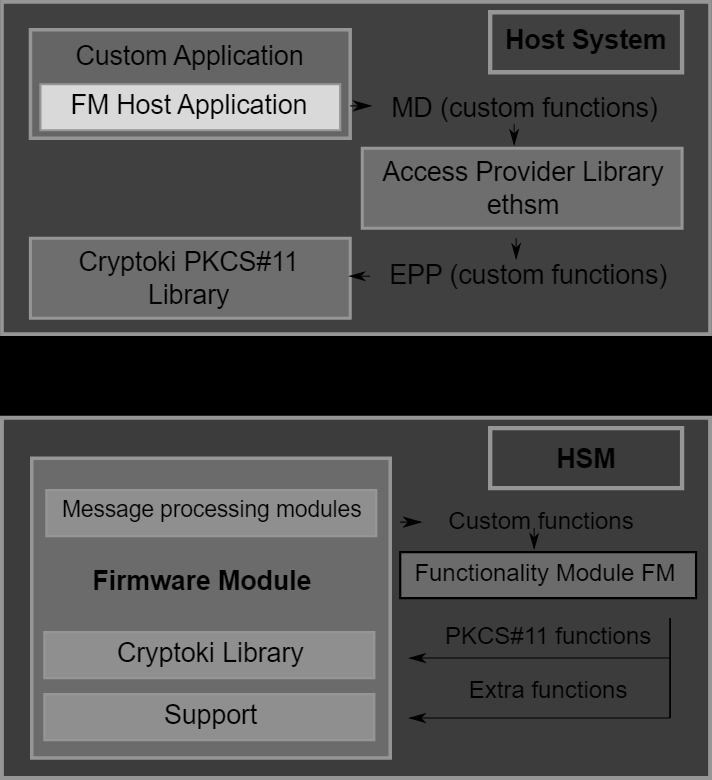 Host System
Custom Application
FM Host Application
MD (custom functions)
Access Provider Library
ethsm
Cryptoki PKCS#11
Library
EPP (custom functions)
HSM
Message processing modules
Custom functions
Firmware Module
Functionality Module FM
PKCS#11 functions
Cryptoki Library
Extra functions
Support